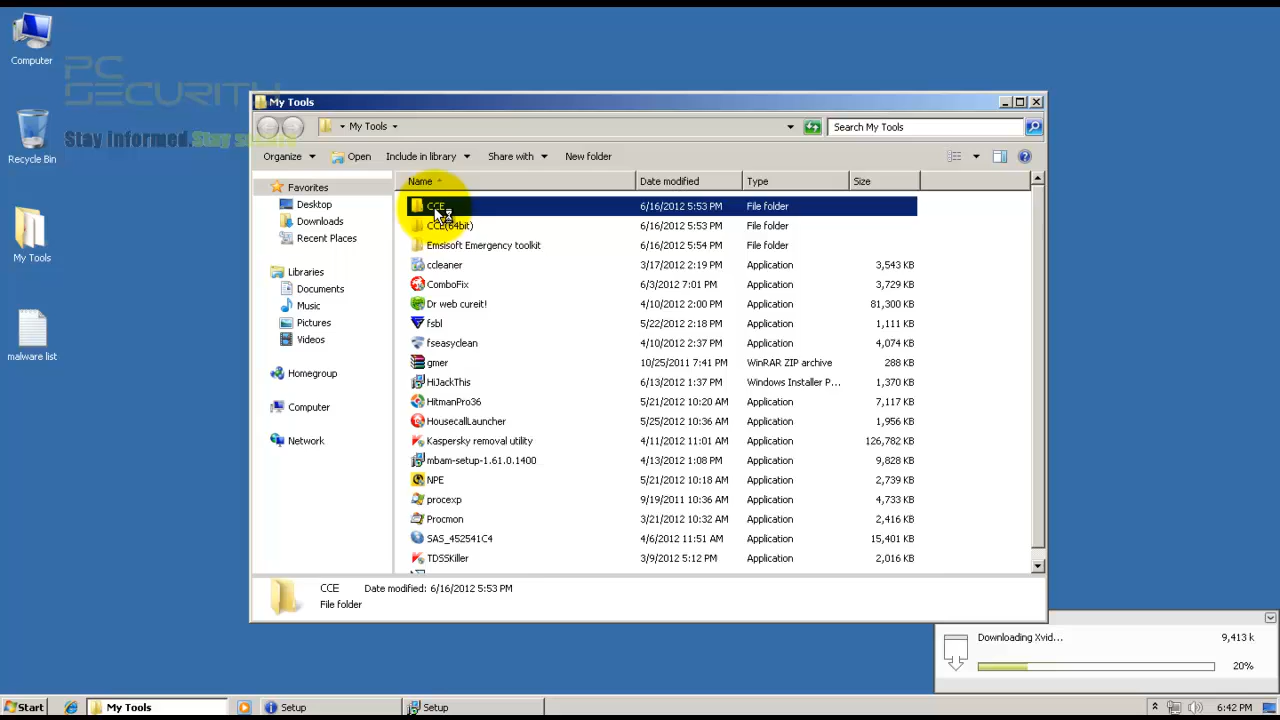 Computer
PC
SECURITY
Stay informed.Stay secure
Recycle Bin
My Tools
malware list
My Tools
My Tools
Search My Tools
Organize Open Include in library Share with New folder
Name Date modified Type Size
Favorites
Desktop
Downloads
Recent Places
Libraries
Documents
Music
Pictures
Videos
Homegroup
Computer
Network
CCE 6/16/2012 5:53 PM File folder
CCE(64bit) 6/16/2012 5:53 PM File folder
Emsisoft Emergency toolkit 6/16/2012 5:54 PM File folder
ccleaner 3/17/2012 2:19 PM Application 3,543 KB
ComboFix 6/3/2012 7:01 PM Application 3,729 KB
Dr web cureit! 4/10/2012 2:00 PM Application 81,300 KB
fsbl 5/22/2012 2:18 PM Application 1,111 KB
fseasyclean 4/10/2012 2:37 PM Application 4,074 KB
gmer 10/25/2011 7:41 PM WinRAR ZIP archive 288 KB
HiJackThis 6/13/2012 1:37 PM Windows Installer P... 1,370 KB
HitmanPro36 5/21/2012 10:20 AM Application 7,117 KB
HousecallLauncher 5/25/2012 10:36 AM Application 1,956 KB
Kaspersky removal utility 4/11/2012 11:01 AM Application 126,782 KB
mbam-setup-1.61.0.1400 4/13/2012 1:08 PM Application 9,828 KB
NPE 5/21/2012 10:18 AM Application 2,739 KB
procexp 9/19/2011 10:36 AM Application 4,733 KB
Procmon 3/21/2012 10:32 AM Application 2,416 KB
SAS_452541C4 4/6/2012 11:51 AM Application 15,401 KB
TDSSKiller 3/9/2012 5:12 PM Application 2,016 KB
CCE Date modified: 6/16/2012 5:53 PM
File folder
Downloading Xvid... 9,413 k
20%
Start My Tools Setup Setup 6:42 PM